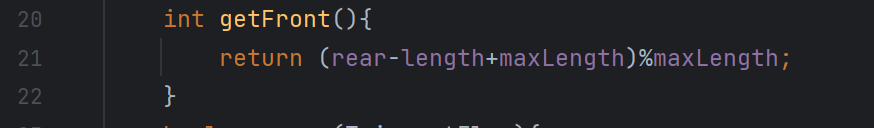 20 int getFront(){
21 return (rear-length+maxLength)%maxLength;
22 }